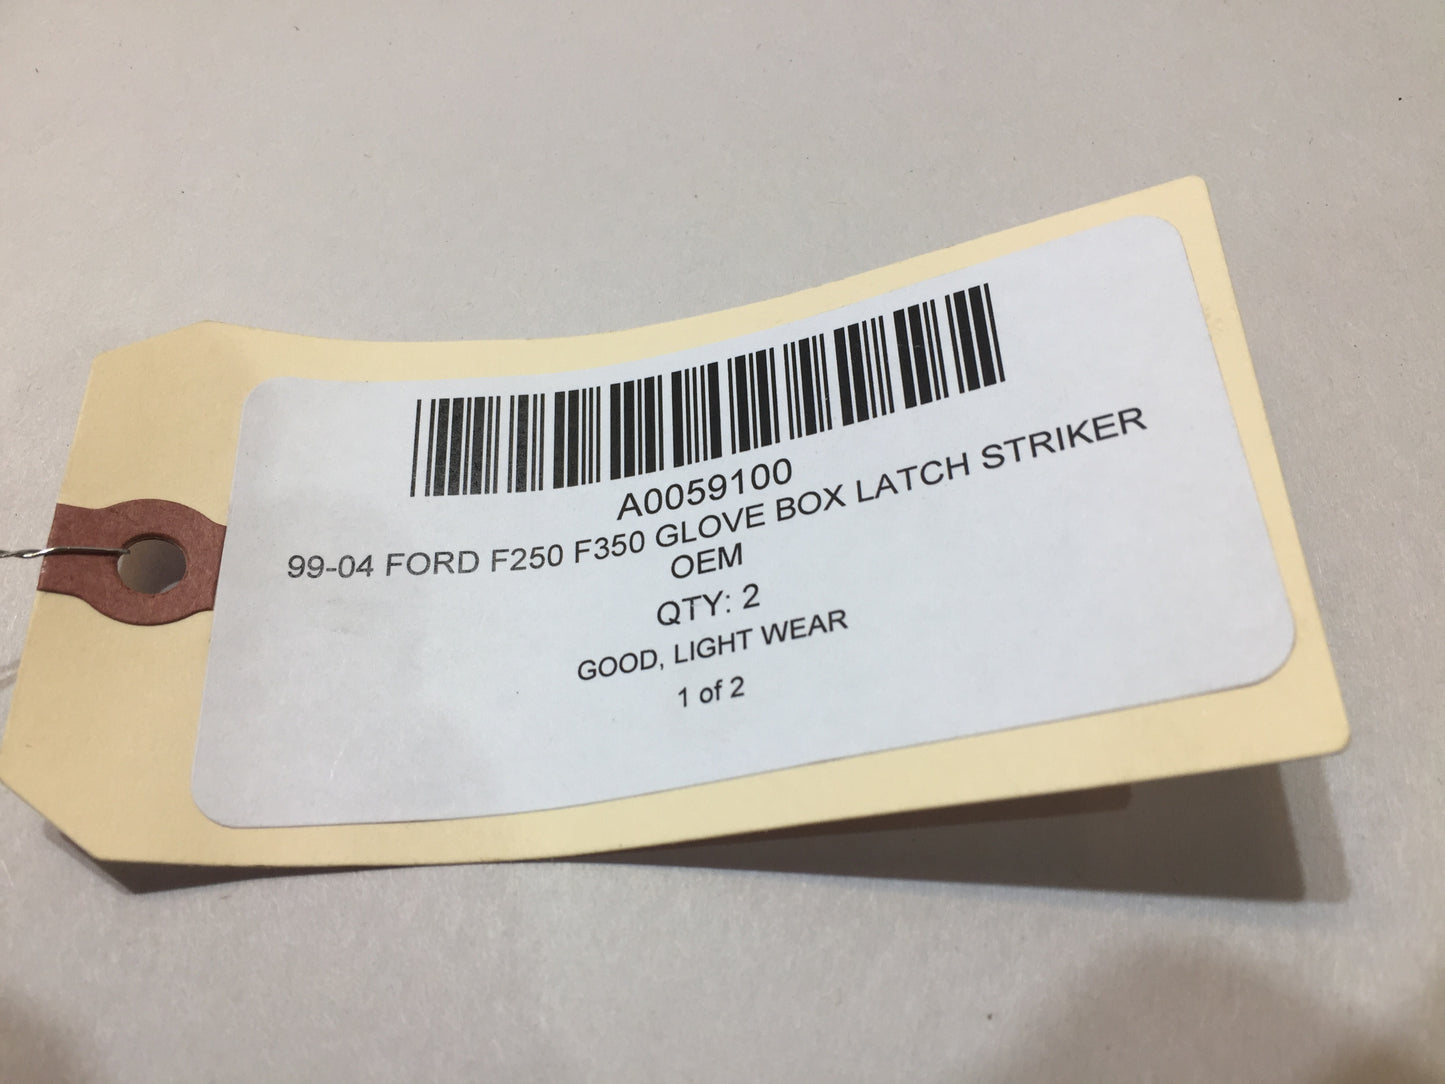 A0059100
99-04 FORD F250 F350 GLOVE BOX LATCH STRIKER
OEM
QTY: 2
GOOD, LIGHT WEAR
1 of 2